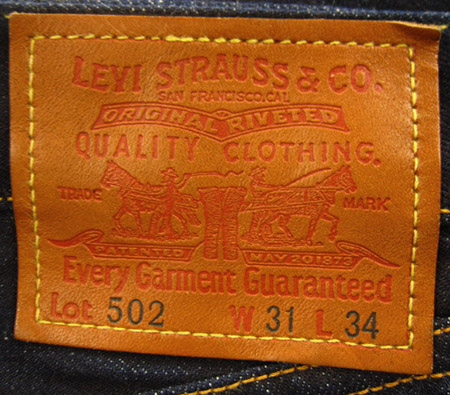 LEVI STRAUSS & CO.
SAN FRANCISCO, CAL.
ORIGINAL RIVETED
QUALITY CLOTHING.
TRADE MARK
PATENTED MAY 20 1873
Every Garment Guaranteed
Lot 502 W 31 L 34